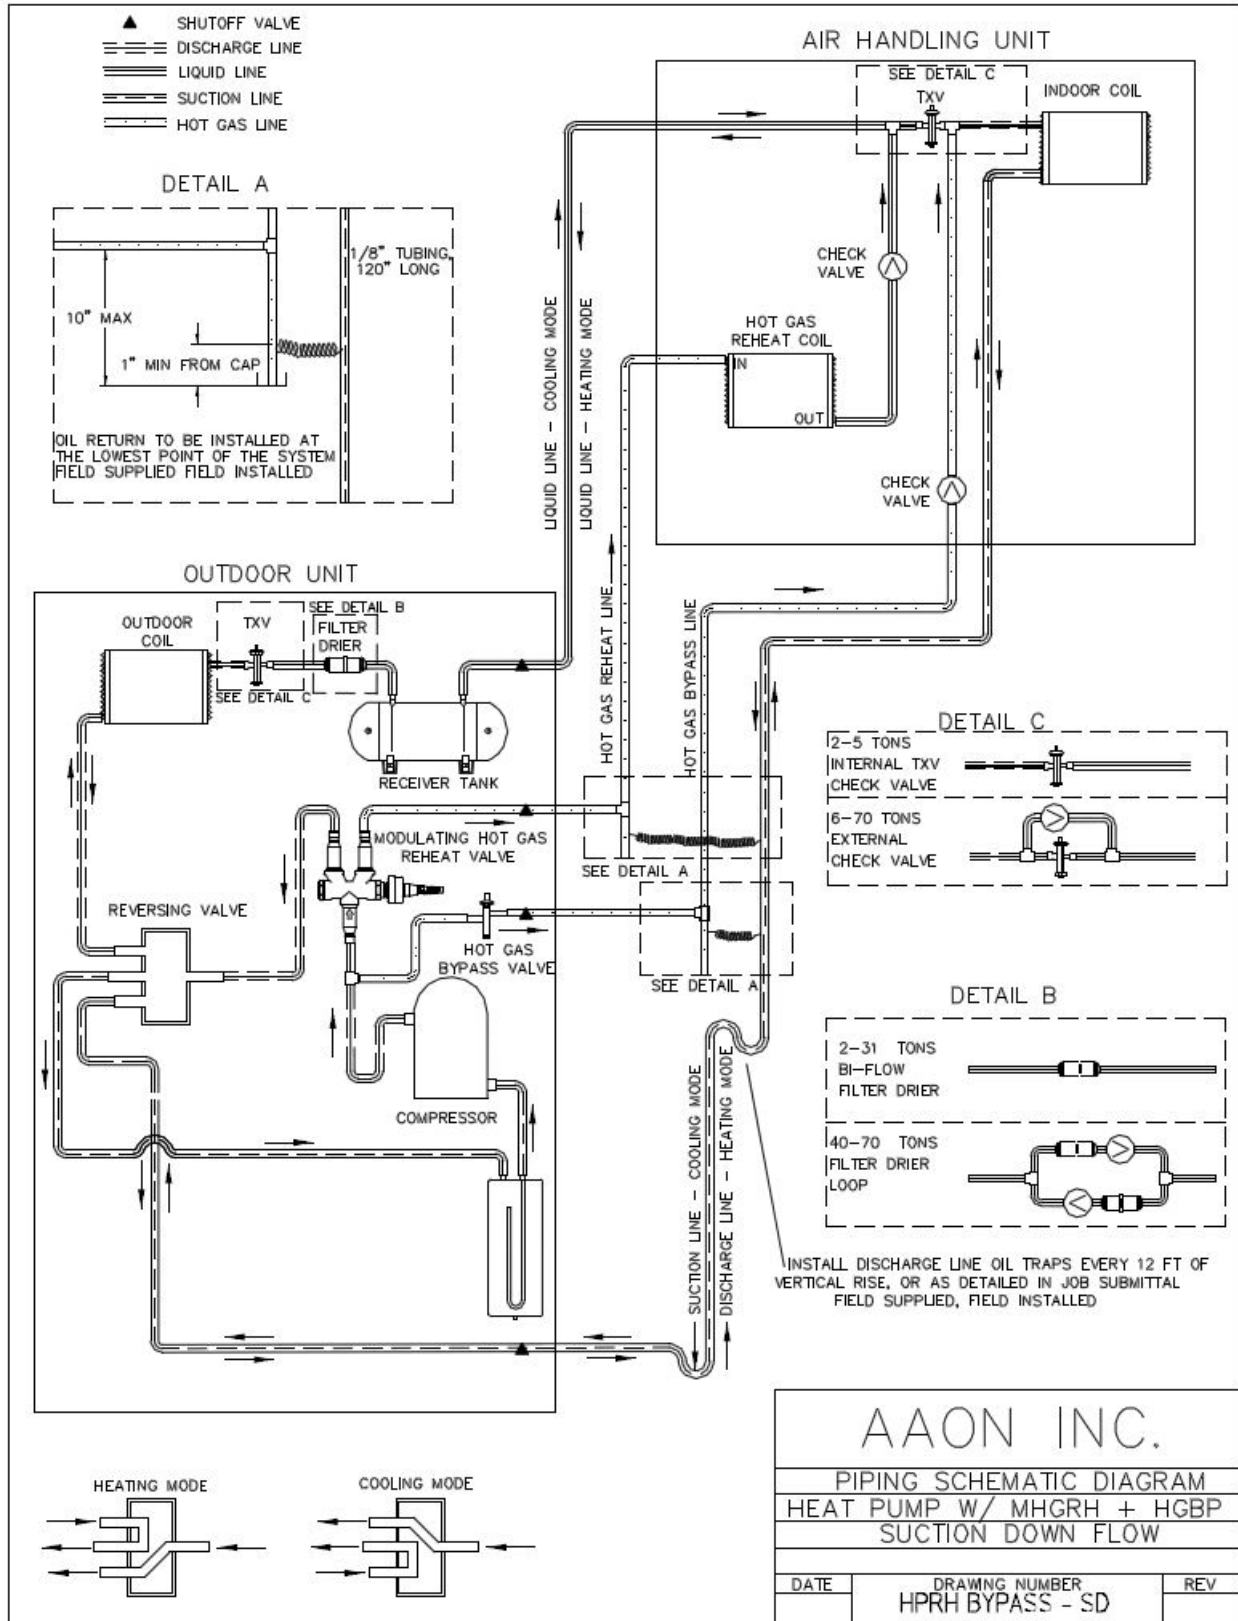 SHUTOFF VALVE
DISCHARGE LINE
LIQUID LINE
SUCTION LINE
HOT GAS LINE
DETAIL A
1/8" TUBING,
120" LONG
10" MAX
1" MIN FROM CAP
OIL RETURN TO BE INSTALLED AT
THE LOWEST POINT OF THE SYSTEM
FIELD SUPPLIED FIELD INSTALLED
AIR HANDLING UNIT
SEE DETAIL C
TXV
INDOOR COIL
CHECK
VALVE
HOT GAS
REHEAT COIL
IN
OUT
CHECK
VALVE
LIQUID LINE - COOLING MODE
LIQUID LINE - HEATING MODE
HOT GAS REHEAT LINE
HOT GAS BYPASS LINE
OUTDOOR UNIT
OUTDOOR
COIL
TXV
SEE DETAIL C
SEE DETAIL B
FILTER
DRIER
RECEIVER TANK
MODULATING HOT GAS
REHEAT VALVE
REVERSING VALVE
HOT GAS
BYPASS VALVE
COMPRESSOR
SEE DETAIL A
SEE DETAIL A
SUCTION LINE - COOLING MODE
DISCHARGE LINE - HEATING MODE
DETAIL C
2-5 TONS
INTERNAL TXV
CHECK VALVE
6-70 TONS
EXTERNAL
CHECK VALVE
DETAIL B
2-31 TONS
BI-FLOW
FILTER DRIER
40-70 TONS
FILTER DRIER
LOOP
INSTALL DISCHARGE LINE OIL TRAPS EVERY 12 FT OF
VERTICAL RISE, OR AS DETAILED IN JOB SUBMITTAL
FIELD SUPPLIED, FIELD INSTALLED
HEATING MODE
COOLING MODE
AAON INC.
PIPING SCHEMATIC DIAGRAM
HEAT PUMP W/ MHGRH + HGBP
SUCTION DOWN FLOW
DATE
DRAWING NUMBER
HPRH BYPASS - SD
REV